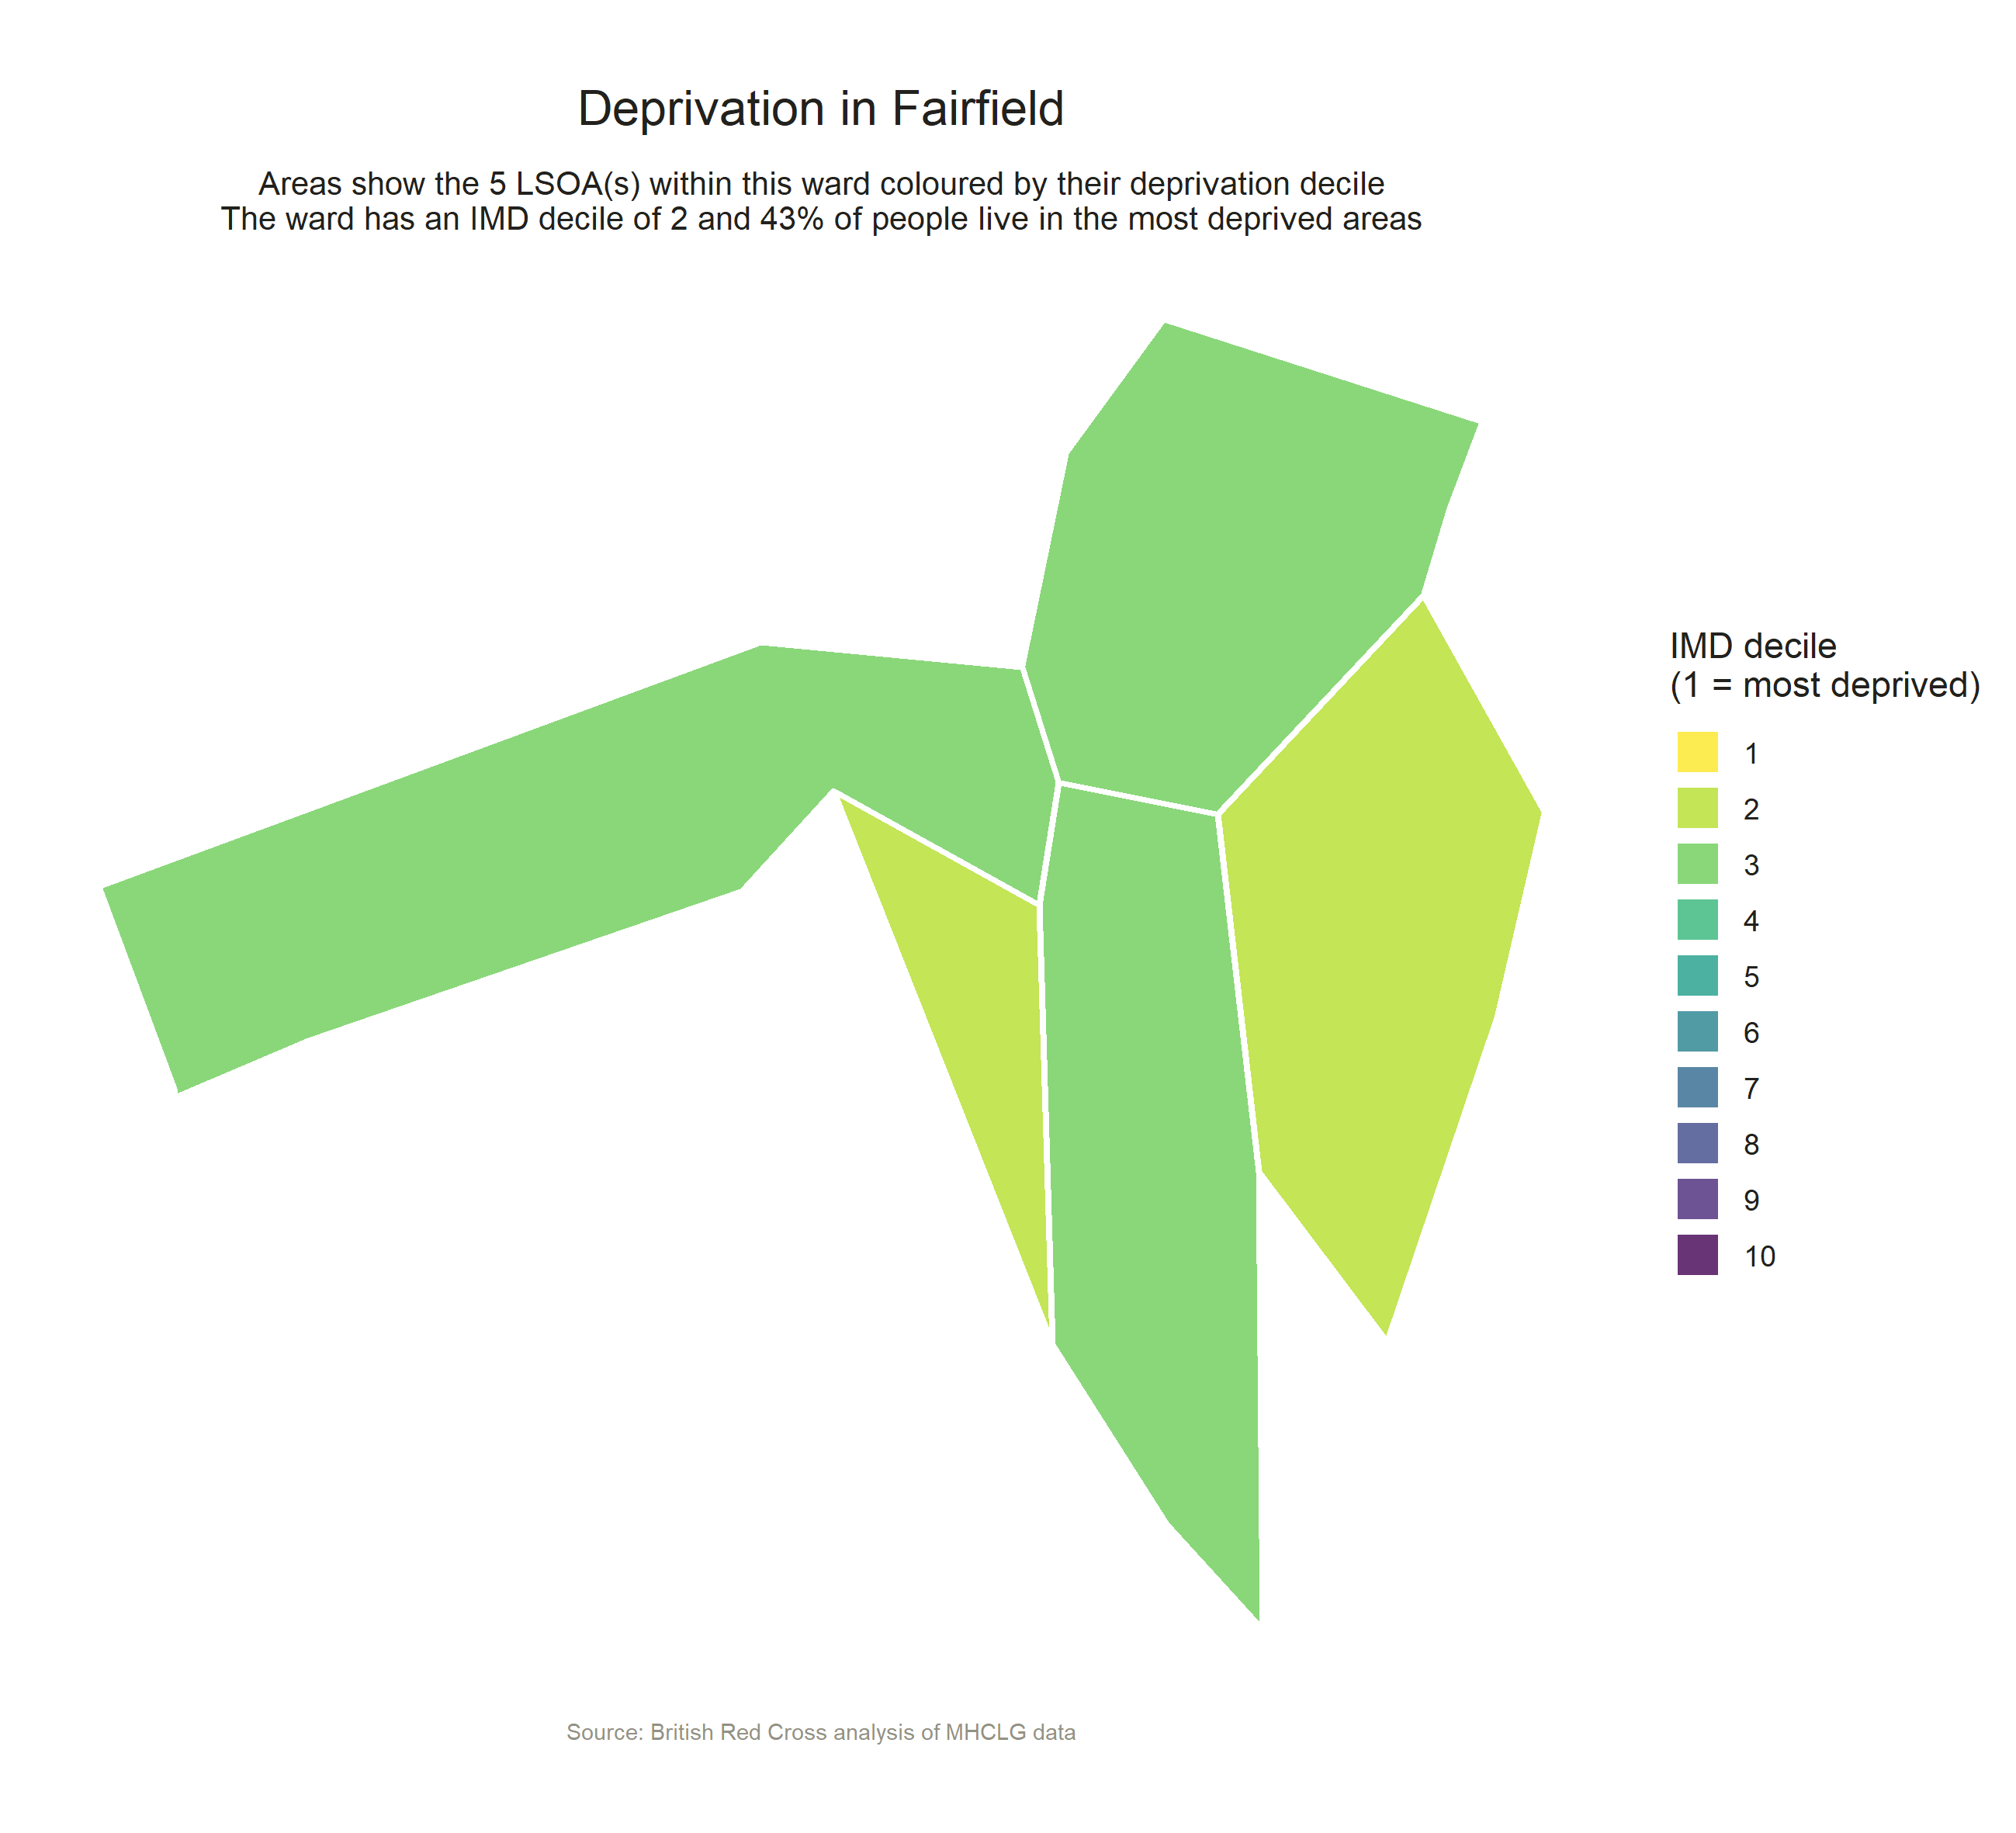 Deprivation in Fairfield
Areas show the 5 LSOA(s) within this ward coloured by their deprivation decile
The ward has an IMD decile of 2 and 43% of people live in the most deprived areas
IMD decile
(1 = most deprived)
1
2
3
4
5
6
7
8
9
10
Source: British Red Cross analysis of MHCLG data